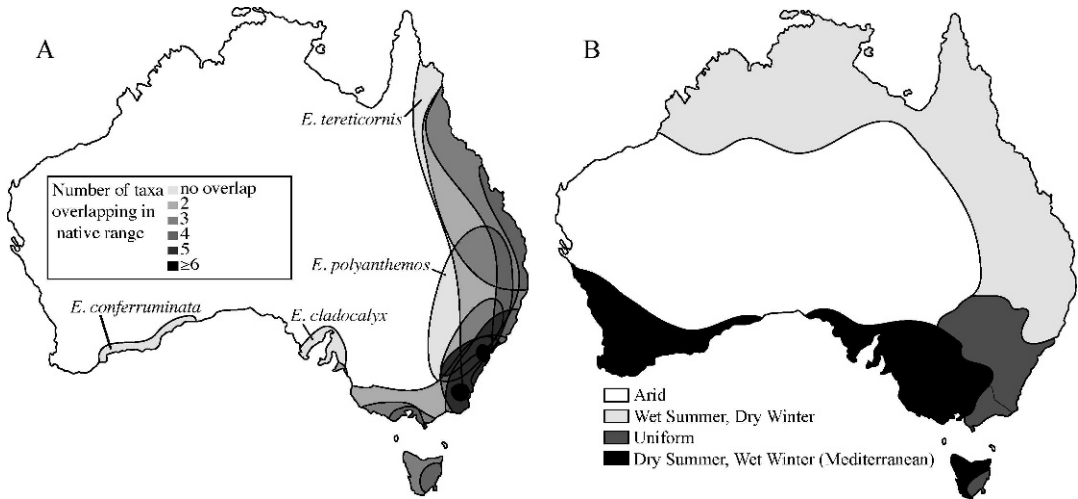 A
B
E. tereticornis
Number of taxa
overlapping in
native range
no overlap
2
3
4
5
≥6
E. polyanthemos
E. conferruminata
E. cladocalyx
Arid
Wet Summer, Dry Winter
Uniform
Dry Summer, Wet Winter (Mediterranean)